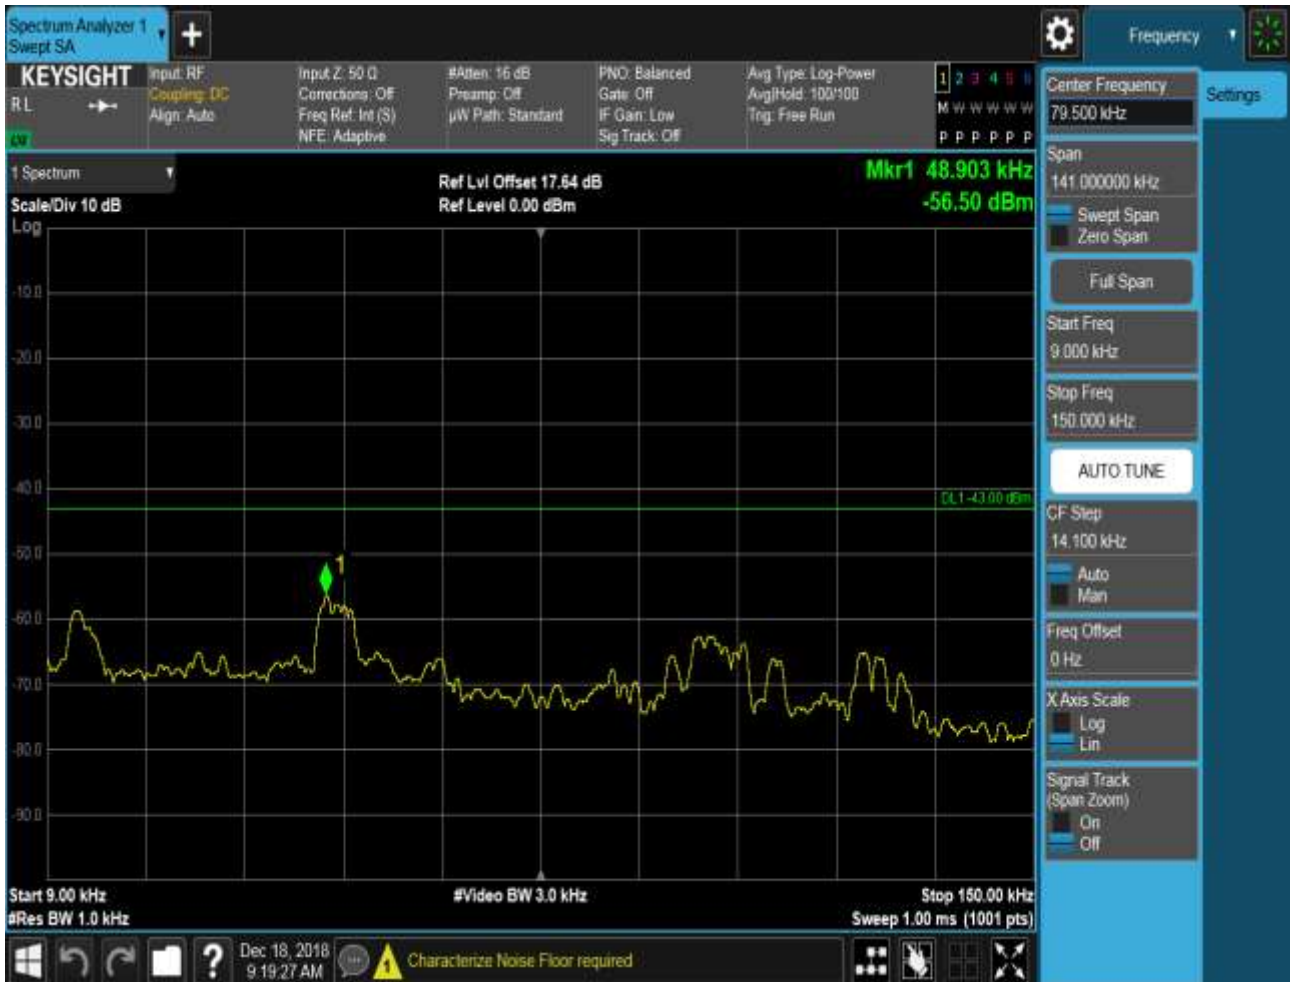 Spectrum Analyzer 1
Swept SA
Frequency
KEYSIGHT
RL
Input: RF
Coupling: DC
Align: Auto
Input Z: 50 Ω
Corrections: Off
Freq Ref: Int (S)
NFE: Adaptive
#Atten: 16 dB
Preamp: Off
µW Path: Standard
PNO: Balanced
Gate: Off
IF Gain: Low
Sig Track: Off
Avg Type: Log-Power
Avg|Hold: 100/100
Trig: Free Run
1 2 3 4 5 6
M W W W W W
P P P P P P
1 Spectrum
Scale/Div 10 dB
Ref Lvl Offset 17.64 dB
Ref Level 0.00 dBm
Mkr1 48.903 kHz
-56.50 dBm
Log
-10.0
-20.0
-30.0
-40.0
DL1 -43.00 dBm
-50.0
1
-60.0
-70.0
-80.0
-90.0
Start 9.00 kHz
#Video BW 3.0 kHz
Stop 150.00 kHz
#Res BW 1.0 kHz
Sweep 1.00 ms (1001 pts)
Center Frequency
79.500 kHz
Settings
Span
141.000000 kHz
Swept Span
Zero Span
Full Span
Start Freq
9.000 kHz
Stop Freq
150.000 kHz
AUTO TUNE
CF Step
14.100 kHz
Auto
Man
Freq Offset
0 Hz
X Axis Scale
Log
Lin
Signal Track
(Span Zoom)
On
Off
?
Dec 18, 2018
9:19:27 AM
1
Characterize Noise Floor required